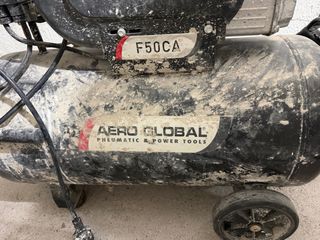 F50CA
AERO GLOBAL
PNEUMATIC & POWER TOOLS